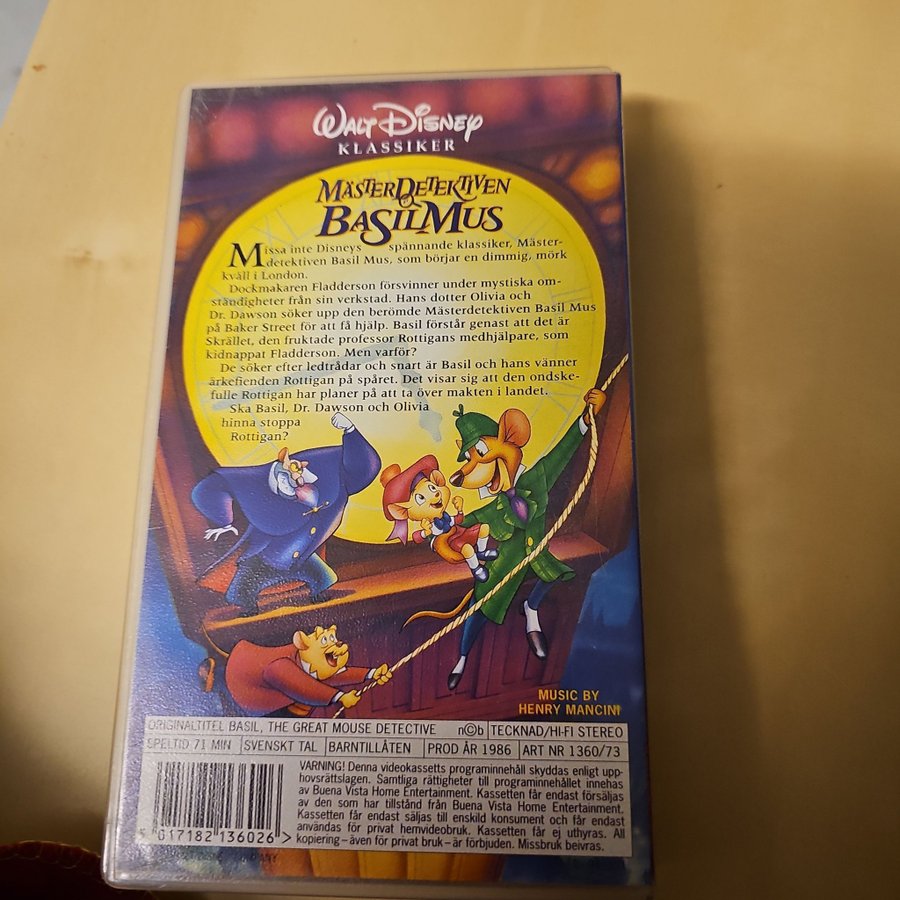 WALT DISNEY
KLASSIKER
MÄSTERDETEKTIVEN
BASIL MUS
Missa inte Disneys spännande klassiker, Mäster-
detektiven Basil Mus, som börjar en dimmig, mörk
kväll i London.
Dockmakaren Fladderson försvinner under mystiska om-
ständigheter från sin verkstad. Hans dotter Olivia och
Dr. Dawson söker upp den berömde Mästerdetektiven Basil Mus
på Baker Street för att få hjälp. Basil förstår genast att det är
Skrället, den fruktade professor Rottigans medhjälpare, som
kidnappat Fladderson. Men varför?
De söker efter ledtrådar och snart är Basil och hans vänner
ärkefienden Rottigan på spåret. Det visar sig att den ondske-
fulle Rottigan har planer på att ta över makten i landet.
Ska Basil, Dr. Dawson och Olivia
hinna stoppa
Rottigan?
MUSIC BY
HENRY MANCINI
ORIGINALTITEL BASIL, THE GREAT MOUSE DETECTIVE n©b TECKNAD/HI-FI STEREO
SPELTID 71 MIN SVENSKT TAL BARNTILLÅTEN PROD ÅR 1986 ART NR 1360/73
VARNING! Denna videokassetts programinnehåll skyddas enligt upp-
hovsrättslagen. Samtliga rättigheter till programinnehållet innehas
av Buena Vista Home Entertainment. Kassetten får endast försäljas
av den som har tillstånd från Buena Vista Home Entertainment.
Kassetten får endast säljas till enskild konsument och får endast
användas för privat hemvideobruk. Kassetten får ej uthyras. All
kopiering – även för privat bruk – är förbjuden. Missbruk beivras.
5 017182 136026 >